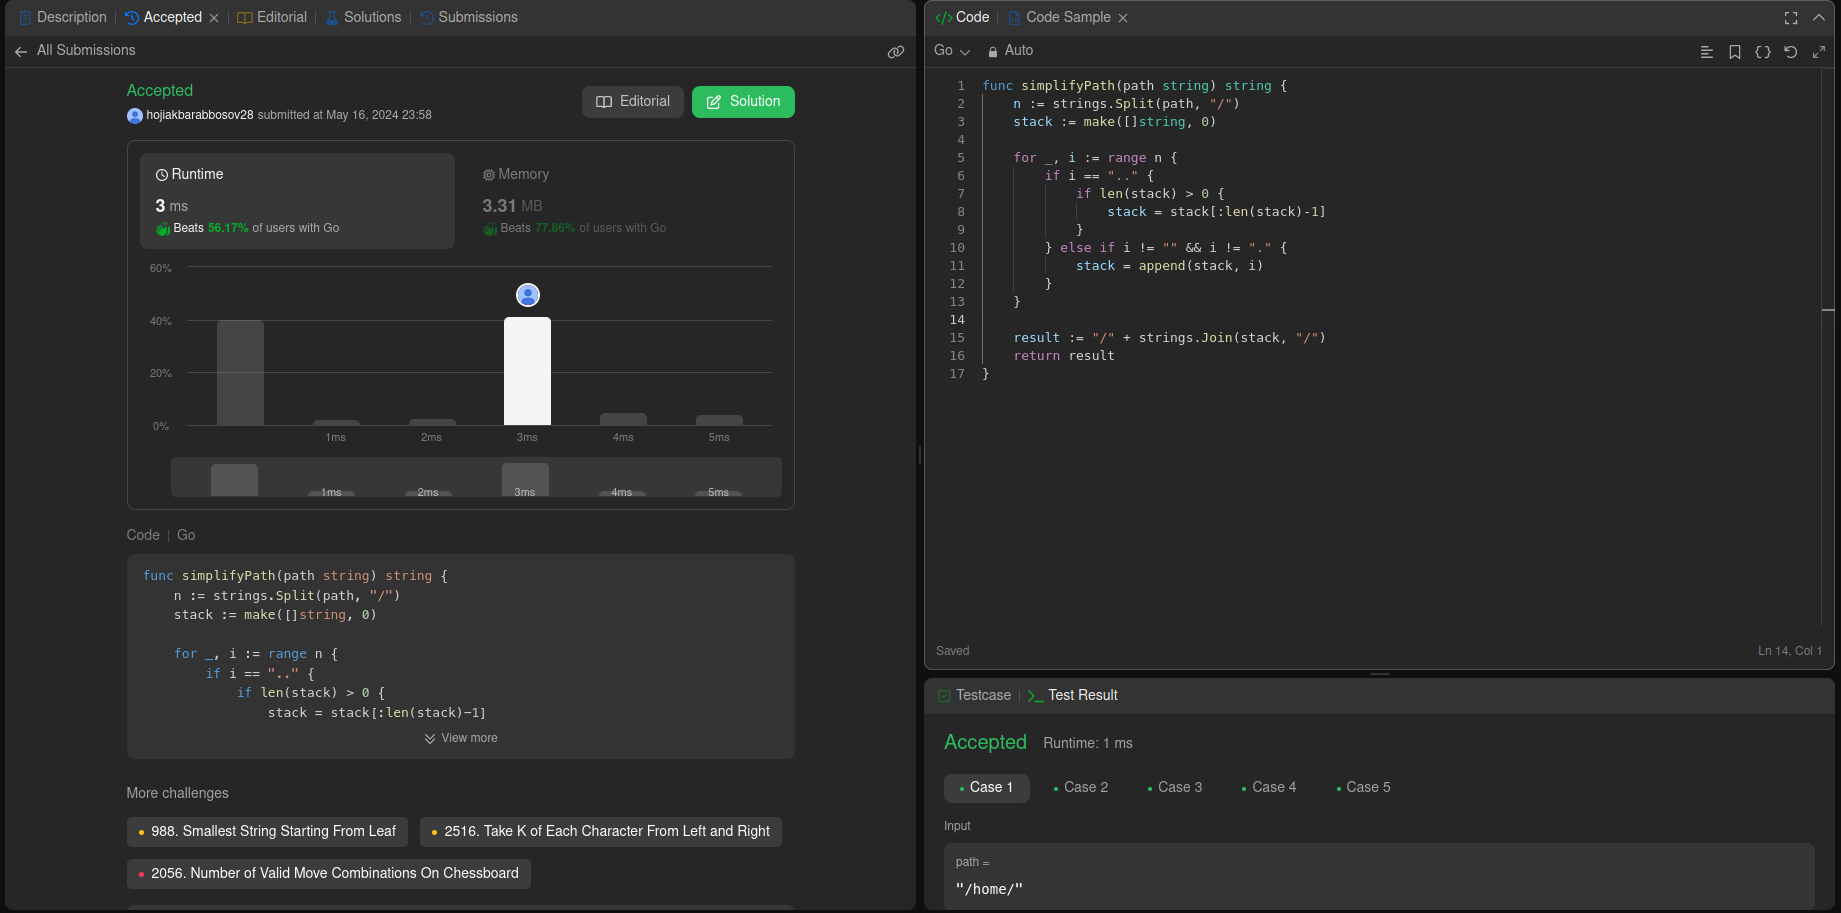 Description
Accepted
Editorial
Solutions
Submissions
All Submissions
Accepted
hojiakbarabbosov28 submitted at May 16, 2024 23:58
Editorial
Solution
Runtime
3 ms
Beats 56.17% of users with Go
Memory
3.31 MB
Beats 77.86% of users with Go
60%
40%
20%
0%
1ms 2ms 3ms 4ms 5ms
1ms 2ms 3ms 4ms 5ms
Code | Go
func simplifyPath(path string) string {
    n := strings.Split(path, "/")
    stack := make([]string, 0)
    for _, i := range n {
        if i == ".." {
            if len(stack) > 0 {
                stack = stack[:len(stack)-1]
View more
More challenges
988. Smallest String Starting From Leaf
2516. Take K of Each Character From Left and Right
2056. Number of Valid Move Combinations On Chessboard
</> Code
Code Sample
Go
Auto
1 func simplifyPath(path string) string {
2     n := strings.Split(path, "/")
3     stack := make([]string, 0)
4
5     for _, i := range n {
6         if i == ".." {
7             if len(stack) > 0 {
8                 stack = stack[:len(stack)-1]
9             }
10         } else if i != "" && i != "." {
11             stack = append(stack, i)
12         }
13     }
14
15     result := "/" + strings.Join(stack, "/")
16     return result
17 }
Saved
Ln 14, Col 1
Testcase
Test Result
Accepted
Runtime: 1 ms
Case 1
Case 2
Case 3
Case 4
Case 5
Input
path =
"/home/"